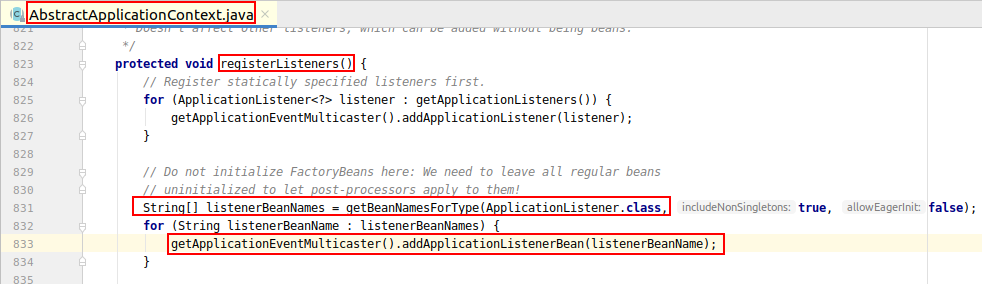 AbstractApplicationContext.java
821 Doesn't affect other listeners, which can be added without being beans.
822 */
823 protected void registerListeners() {
824 // Register statically specified listeners first.
825 for (ApplicationListener<?> listener : getApplicationListeners()) {
826 getApplicationEventMulticaster().addApplicationListener(listener);
827 }
828
829 // Do not initialize FactoryBeans here: We need to leave all regular beans
830 // uninitialized to let post-processors apply to them!
831 String[] listenerBeanNames = getBeanNamesForType(ApplicationListener.class, includeNonSingletons: true, allowEagerInit: false);
832 for (String listenerBeanName : listenerBeanNames) {
833 getApplicationEventMulticaster().addApplicationListenerBean(listenerBeanName);
834 }
835